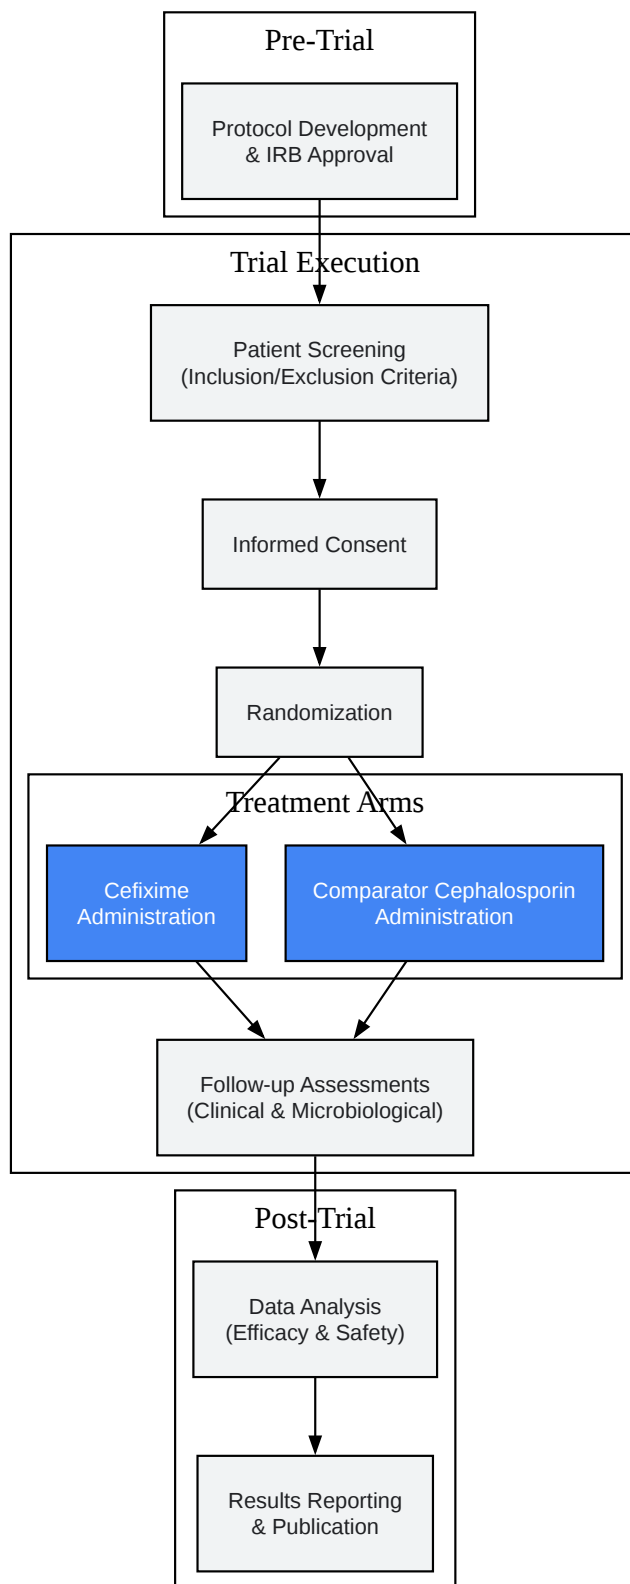 Pre-Trial
Protocol Development
& IRB Approval
Trial Execution
Patient Screening
(Inclusion/Exclusion Criteria)
Informed Consent
Randomization
Treatment Arms
Cefixime
Administration
Comparator Cephalosporin
Administration
Follow-up Assessments
(Clinical & Microbiological)
Post-Trial
Data Analysis
(Efficacy & Safety)
Results Reporting
& Publication